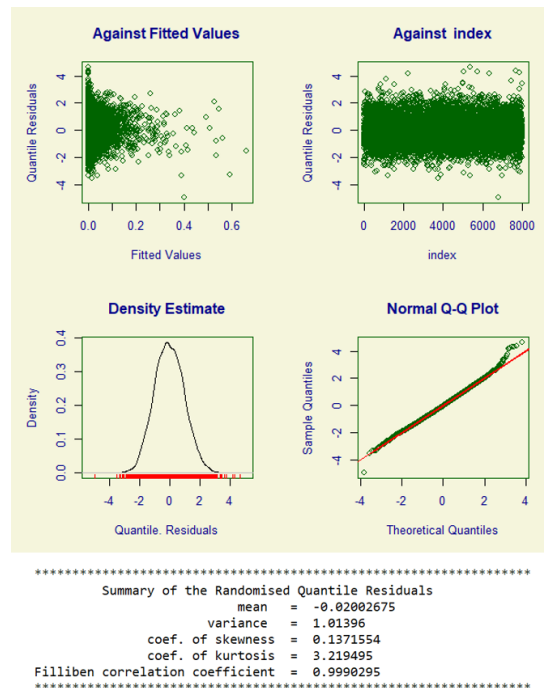 Against Fitted Values
Quantile Residuals
4
2
0
-2
-4
0.0 0.2 0.4 0.6
Fitted Values
Against index
Quantile Residuals
4
2
0
-2
-4
0 2000 4000 6000 8000
index
Density Estimate
Density
0.4
0.3
0.2
0.1
0.0
-4 -2 0 2 4
Quantile. Residuals
Normal Q-Q Plot
Sample Quantiles
4
2
0
-2
-4
-4 -2 0 2 4
Theoretical Quantiles
******************************************************************
Summary of the Randomised Quantile Residuals
mean = -0.02002675
variance = 1.01396
coef. of skewness = 0.1371554
coef. of kurtosis = 3.219495
Filliben correlation coefficient = 0.9990295
******************************************************************